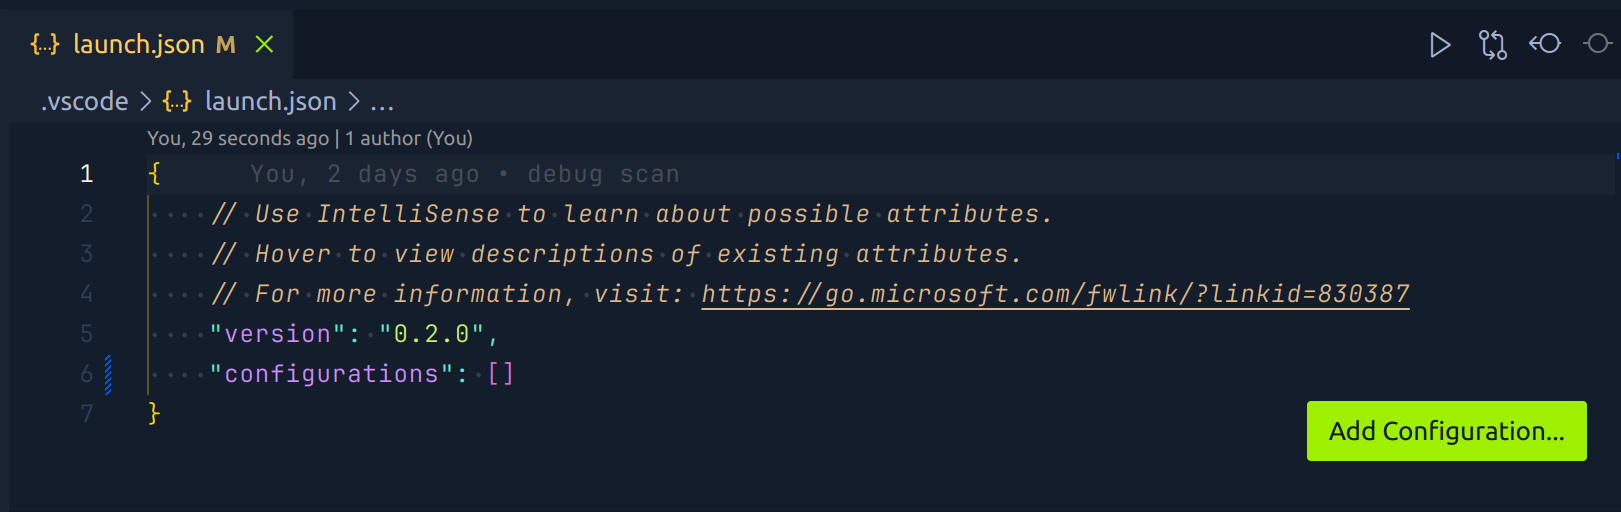 {..} launch.json M
.vscode > {..} launch.json > ...
You, 29 seconds ago | 1 author (You)
1 { You, 2 days ago • debug scan
2 // Use IntelliSense to learn about possible attributes.
3 // Hover to view descriptions of existing attributes.
4 // For more information, visit: https://go.microsoft.com/fwlink/?linkid=830387
5 "version": "0.2.0",
6 "configurations": []
7 }
Add Configuration...